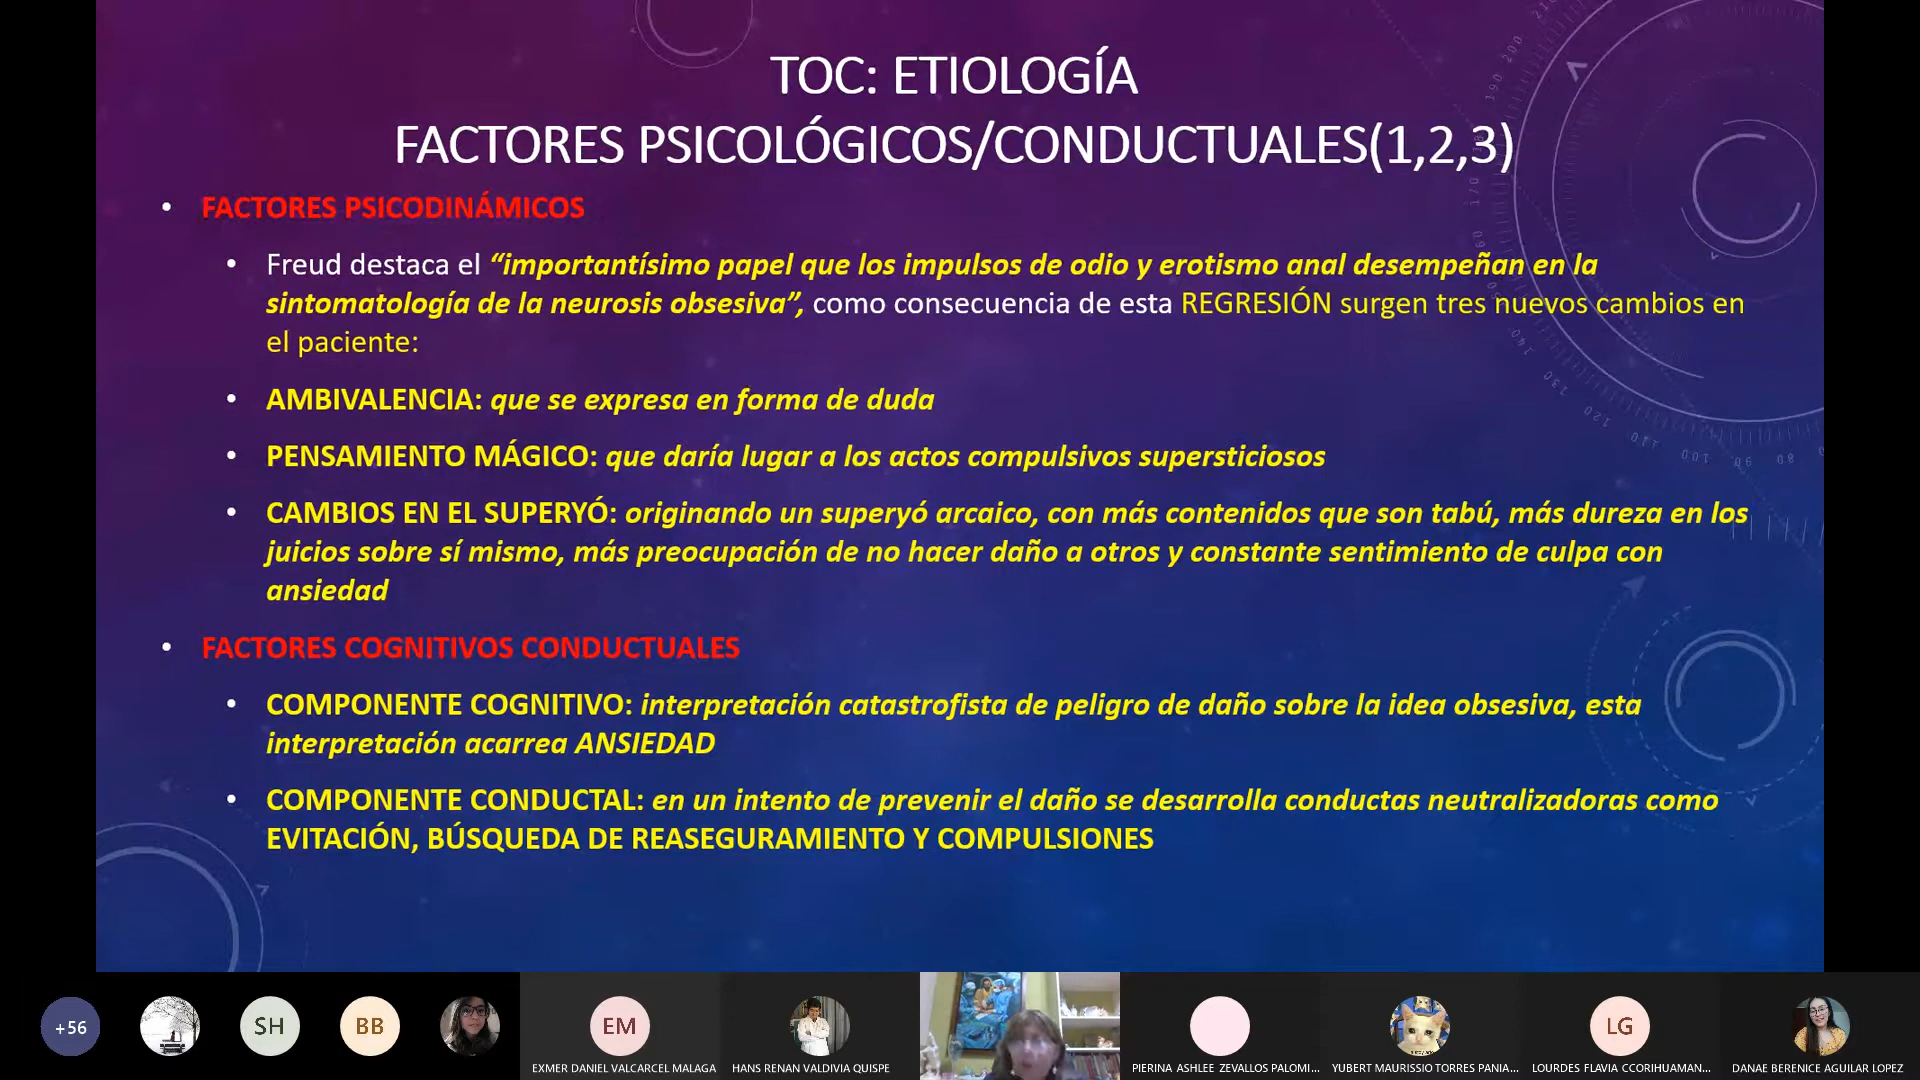 TOC: ETIOLOGÍA
FACTORES PSICOLÓGICOS/CONDUCTUALES(1,2,3)
• FACTORES PSICODINÁMICOS
• Freud destaca el “importantísimo papel que los impulsos de odio y erotismo anal desempeñan en la
sintomatología de la neurosis obsesiva”, como consecuencia de esta REGRESIÓN surgen tres nuevos cambios en
el paciente:
• AMBIVALENCIA: que se expresa en forma de duda
• PENSAMIENTO MÁGICO: que daría lugar a los actos compulsivos supersticiosos
• CAMBIOS EN EL SUPERYÓ: originando un superyó arcaico, con más contenidos que son tabú, más dureza en los
juicios sobre sí mismo, más preocupación de no hacer daño a otros y constante sentimiento de culpa con
ansiedad
• FACTORES COGNITIVOS CONDUCTUALES
• COMPONENTE COGNITIVO: interpretación catastrofista de peligro de daño sobre la idea obsesiva, esta
interpretación acarrea ANSIEDAD
• COMPONENTE CONDUCTAL: en un intento de prevenir el daño se desarrolla conductas neutralizadoras como
EVITACIÓN, BÚSQUEDA DE REASEGURAMIENTO Y COMPULSIONES
+56 SH BB EM LG
EXMER DANIEL VALCARCEL MALAGA HANS RENAN VALDIVIA QUISPE PIERINA ASHLEE ZEVALLOS PALOMI... YUBERT MAURISSIO TORRES PANIA... LOURDES FLAVIA CCORIHUAMAN... DANAE BERENICE AGUILAR LOPEZ